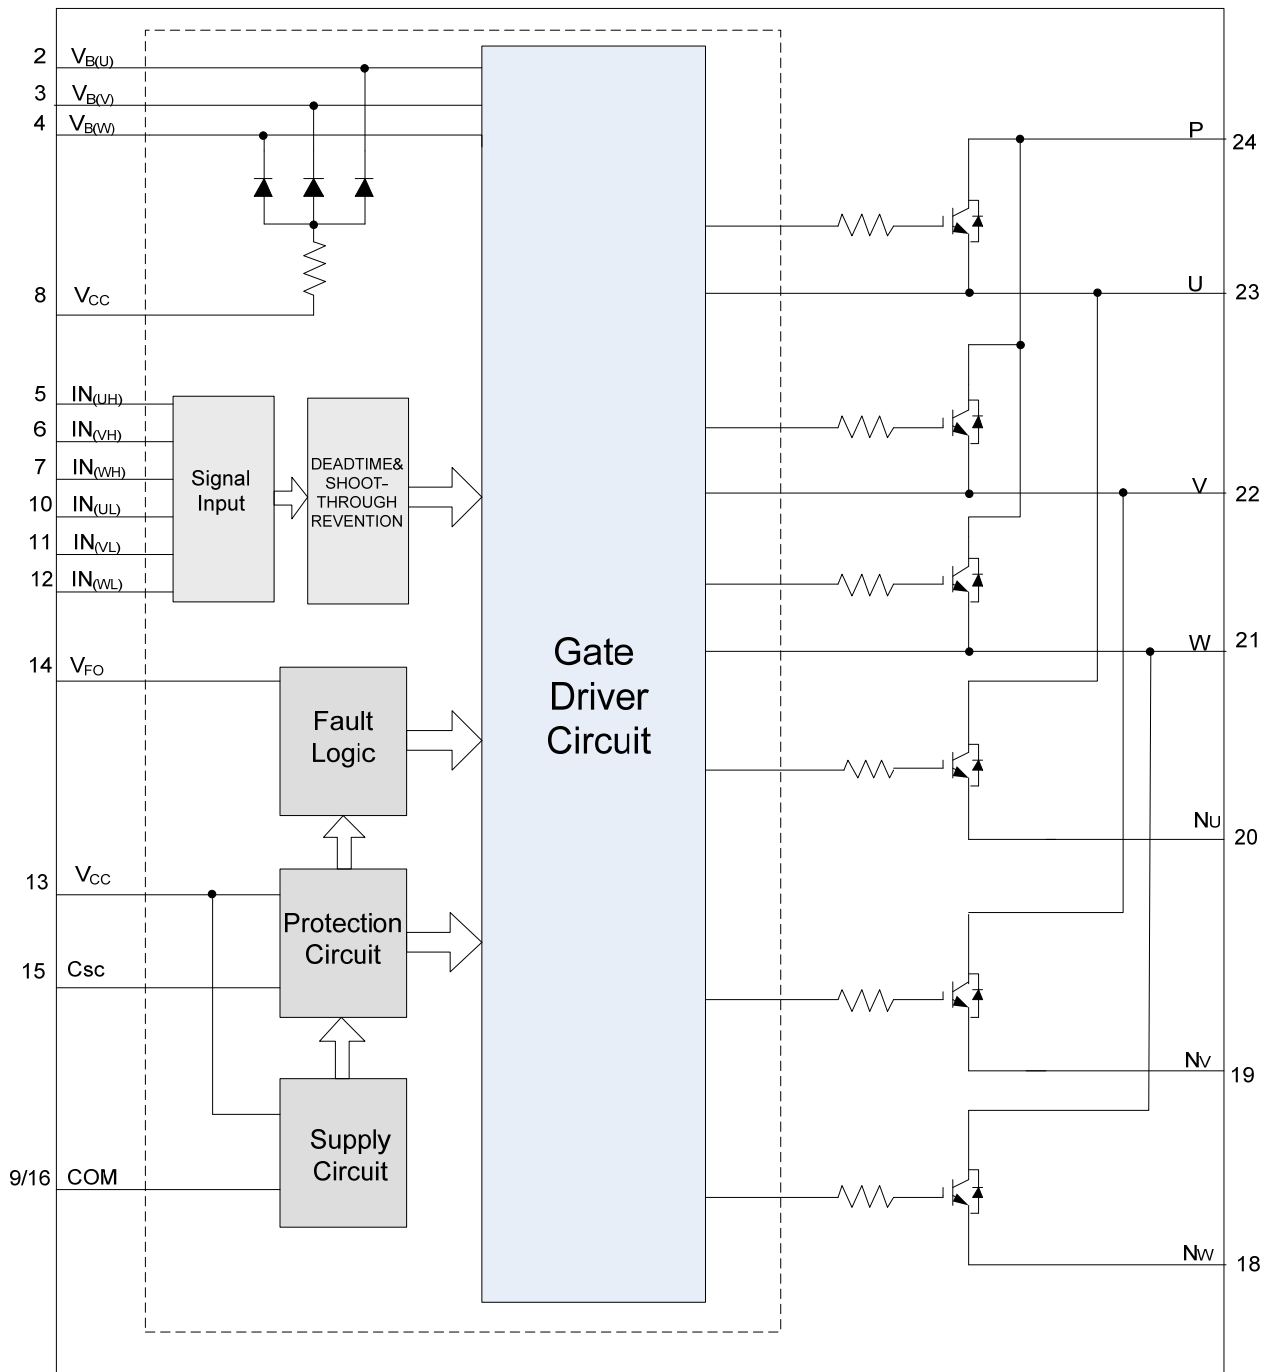 2 VB(U)
3 VB(V)
4 VB(W)
8 VCC
5 IN(UH)
6 IN(VH)
7 IN(WH)
10 IN(UL)
11 IN(VL)
12 IN(WL)
14 VFO
13 VCC
15 Csc
9/16 COM
Signal
Input
DEADTIME&
SHOOT-
THROUGH
REVENTION
Fault
Logic
Protection
Circuit
Supply
Circuit
Gate
Driver
Circuit
P 24
U 23
V 22
W 21
NU 20
NV 19
NW 18